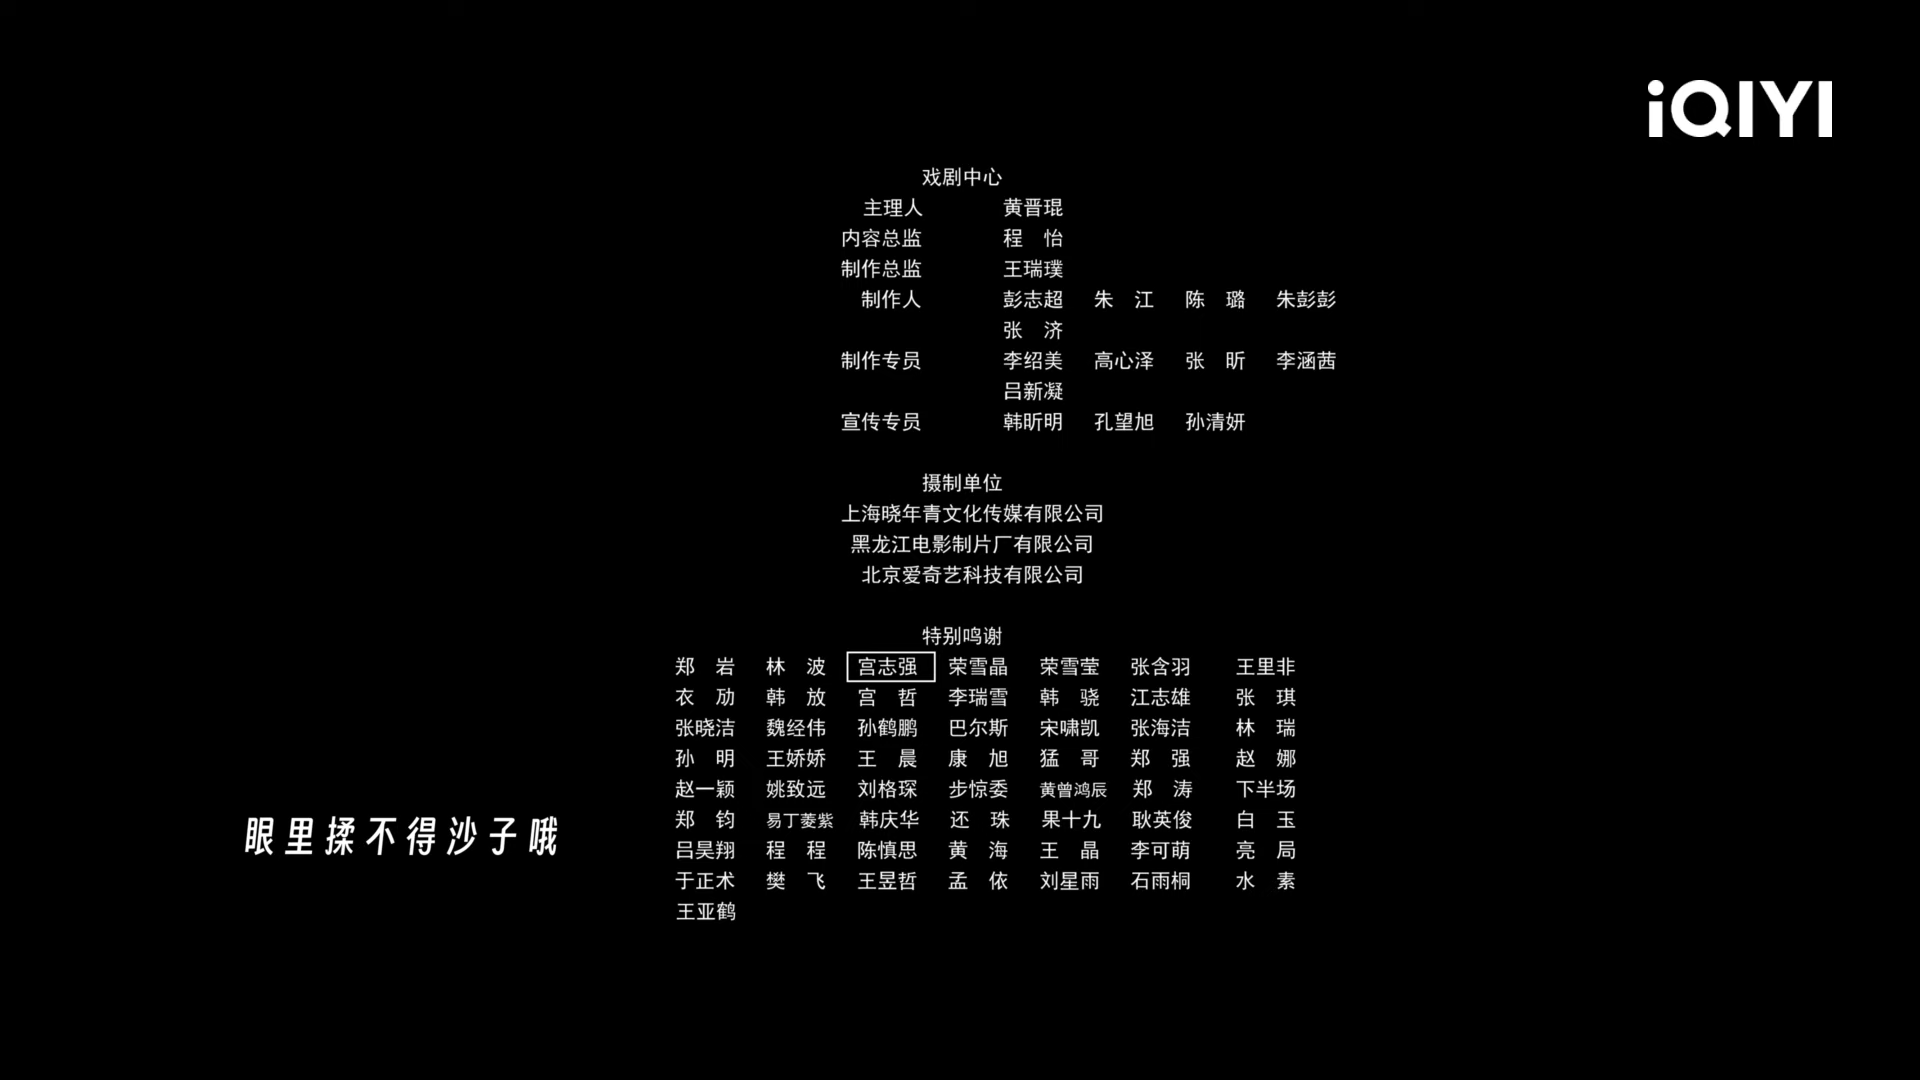 iQIYI
戏剧中心
主理人 黄晋琨
内容总监 程 怡
制作总监 王瑞璞
制作人 彭志超 朱 江 陈 璐 朱彭彭
张 济
制作专员 李绍美 高心泽 张 昕 李涵茜
吕新凝
宣传专员 韩昕明 孔望旭 孙清妍
摄制单位
上海晓年青文化传媒有限公司
黑龙江电影制片厂有限公司
北京爱奇艺科技有限公司
特别鸣谢
郑 岩 林 波 宫志强 荣雪晶 荣雪莹 张含羽 王里非
衣 劢 韩 放 宫 哲 李瑞雪 韩 骁 江志雄 张 琪
张晓洁 魏经伟 孙鹤鹏 巴尔斯 宋啸凯 张海洁 林 瑞
孙 明 王娇娇 王 晨 康 旭 猛 哥 郑 强 赵 娜
赵一颖 姚致远 刘格琛 步惊委 黄曾鸿辰 郑 涛 下半场
郑 钧 易丁菱紫 韩庆华 还 珠 果十九 耿英俊 白 玉
吕昊翔 程 程 陈慎思 黄 海 王 晶 李可萌 亮 局
于正术 樊 飞 王昱哲 孟 依 刘星雨 石雨桐 水 素
王亚鹤
眼里揉不得沙子哦